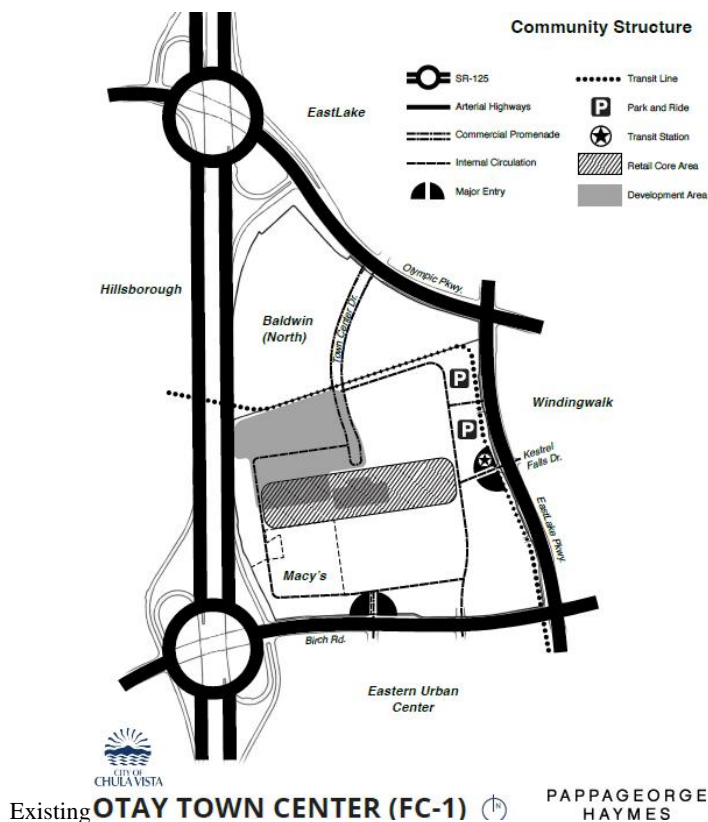 Community Structure
SR-125
Arterial Highways
Commercial Promenade
Internal Circulation
Major Entry
Transit Line
P
Park and Ride
Transit Station
Retail Core Area
Development Area
EastLake
Olympic Pkwy.
Hillsborough
Baldwin
(North)
Town Center Dr.
P
P
Windingwalk
Kestrel
Falls Dr.
EastLake Pkwy.
Macy's
Birch Rd.
Eastern Urban
Center
CITY OF
CHULA VISTA
Existing OTAY TOWN CENTER (FC-1)
N
PAPPAGEORGE
HAYMES